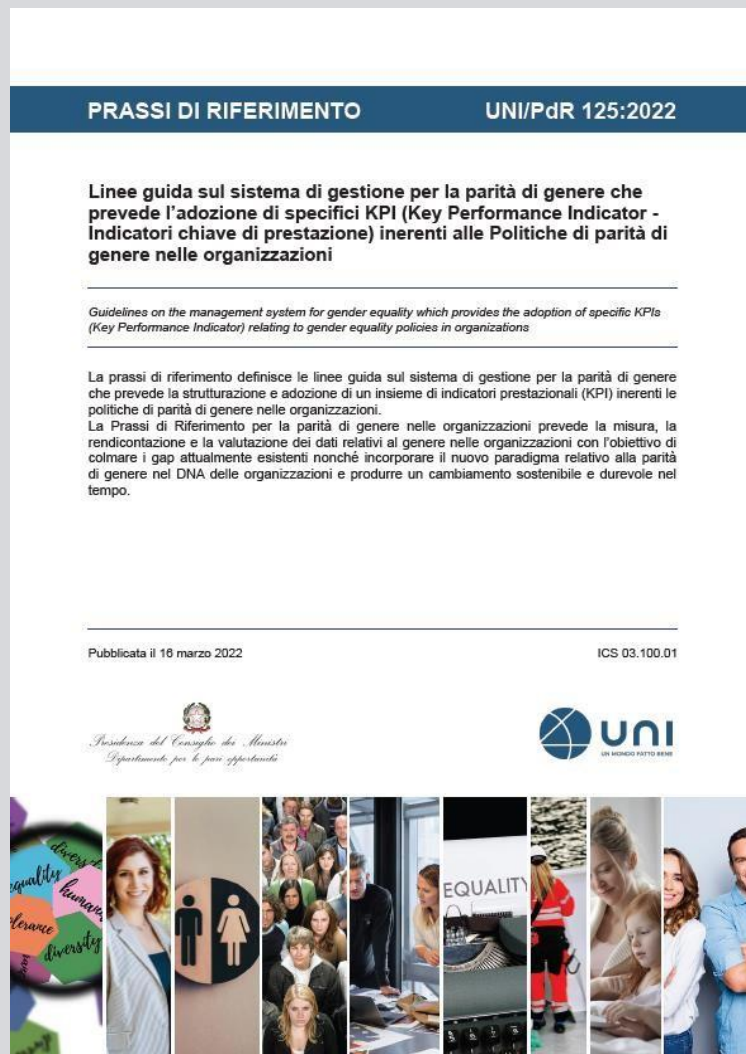 PRASSI DI RIFERIMENTO
UNI/PdR 125:2022
Linee guida sul sistema di gestione per la parità di genere che
prevede l’adozione di specifici KPI (Key Performance Indicator -
Indicatori chiave di prestazione) inerenti alle Politiche di parità di
genere nelle organizzazioni
Guidelines on the management system for gender equality which provides the adoption of specific KPIs
(Key Performance Indicator) relating to gender equality policies in organizations
La prassi di riferimento definisce le linee guida sul sistema di gestione per la parità di genere
che prevede la strutturazione e adozione di un insieme di indicatori prestazionali (KPI) inerenti le
politiche di parità di genere nelle organizzazioni.
La Prassi di Riferimento per la parità di genere nelle organizzazioni prevede la misura, la
rendicontazione e la valutazione dei dati relativi al genere nelle organizzazioni con l’obiettivo di
colmare i gap attualmente esistenti nonché incorporare il nuovo paradigma relativo alla parità
di genere nel DNA delle organizzazioni e produrre un cambiamento sostenibile e durevole nel
tempo.
Pubblicata il 16 marzo 2022
ICS 03.100.01
Presidenza del Consiglio dei Ministri
Dipartimento per le pari opportunità
UNI
UN MONDO FATTO BENE
equality
human
diversity
EQUALITY